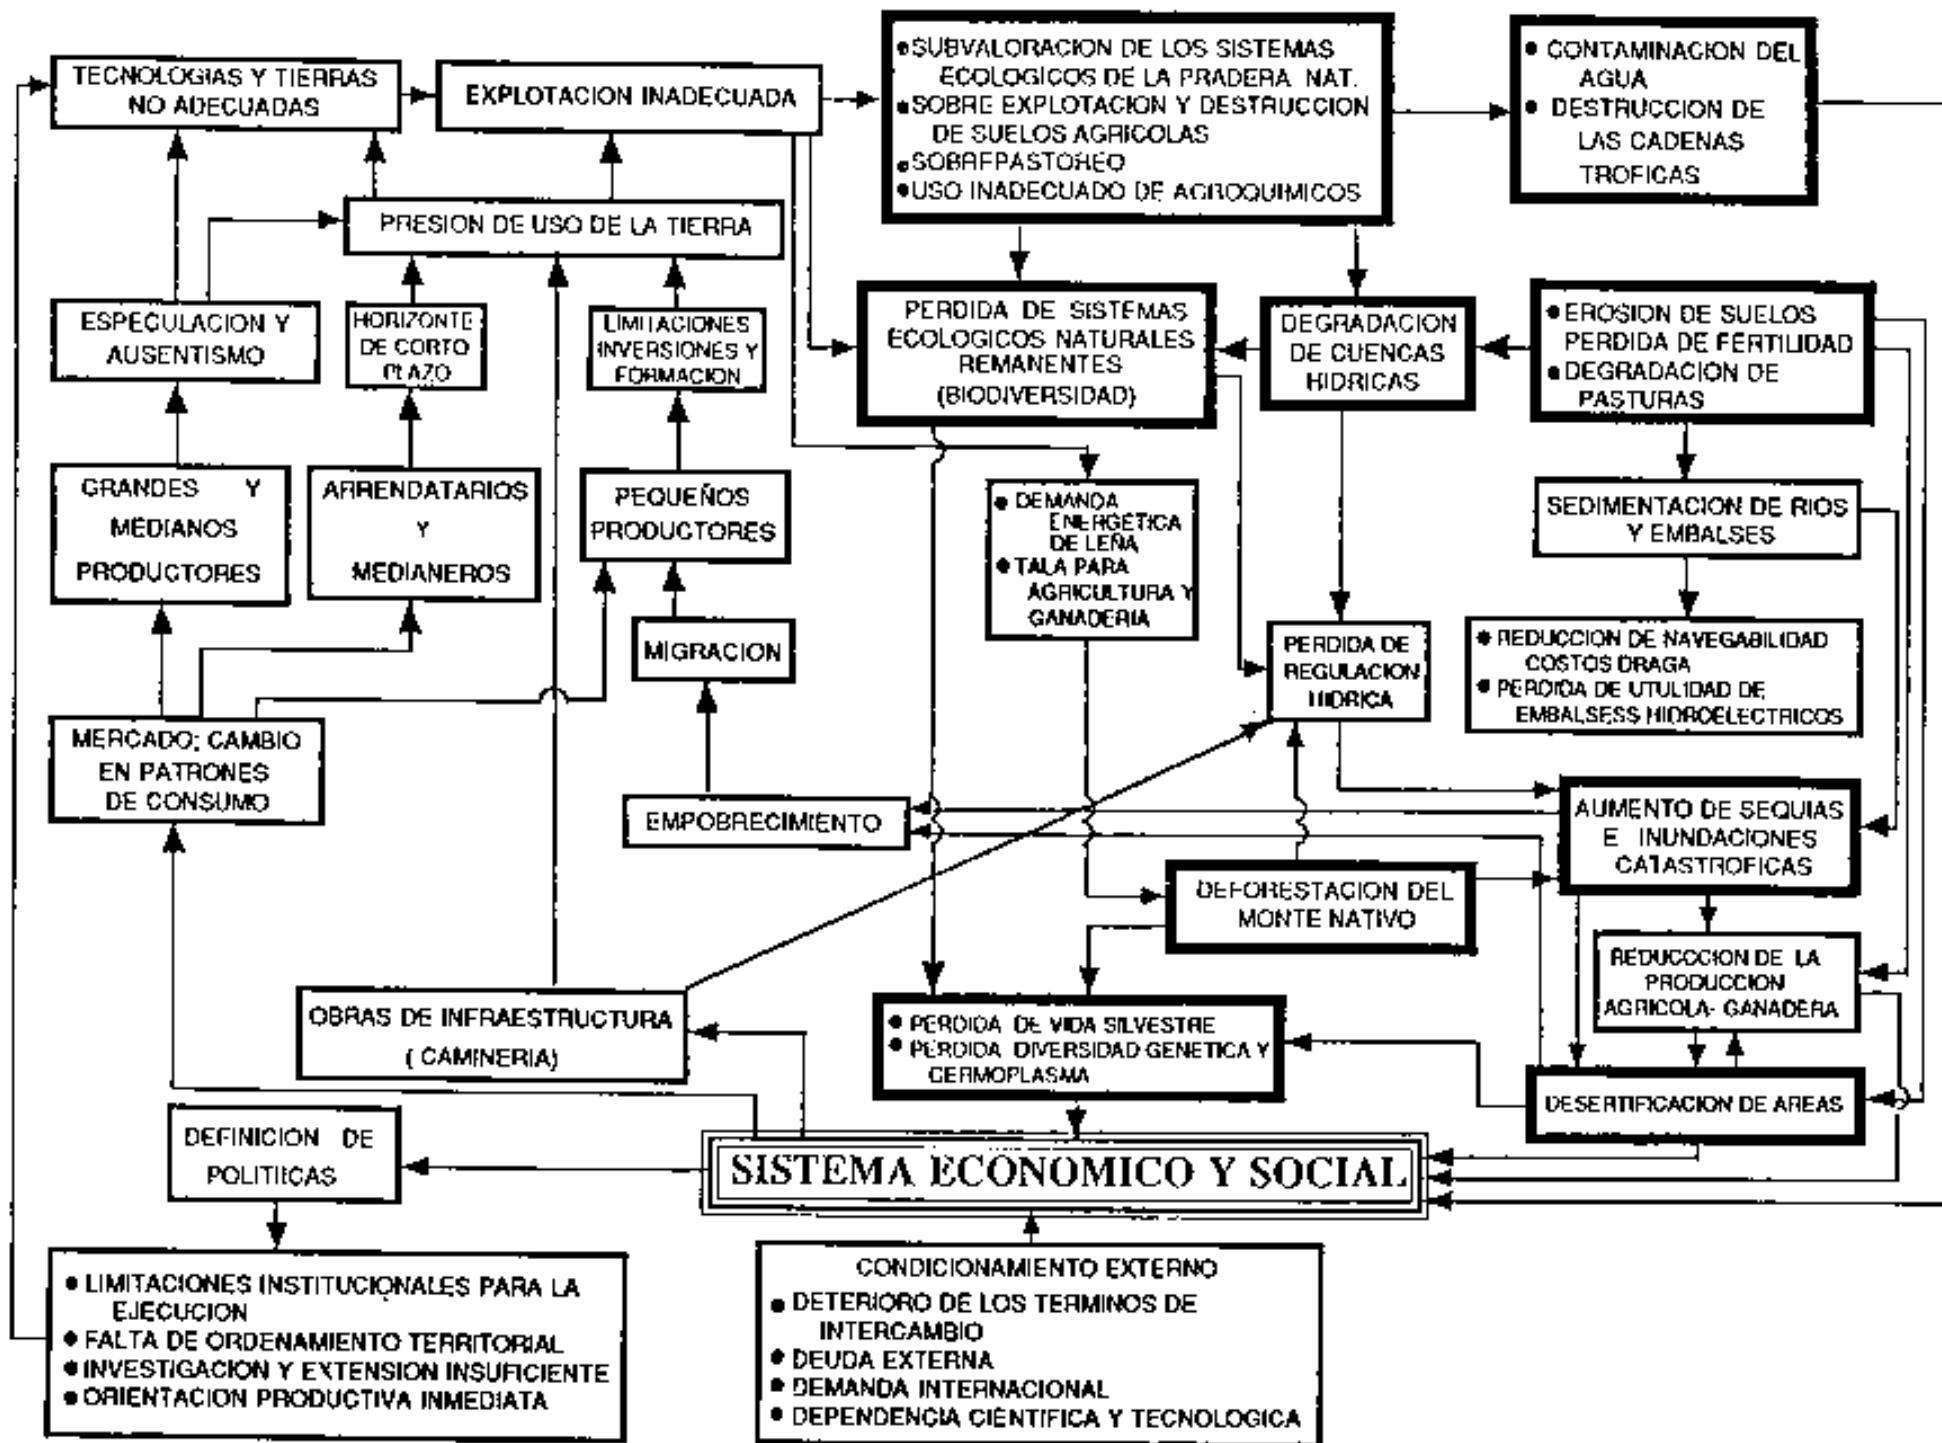 TECNOLOGIAS Y TIERRAS
NO ADECUADAS
EXPLOTACION INADECUADA
● SUBVALORACION DE LOS SISTEMAS
ECOLOGICOS DE LA PRADERA NAT.
● SOBRE EXPLOTACION Y DESTRUCCION
DE SUELOS AGRICOLAS
● SOBREPASTOREO
● USO INADECUADO DE AGROQUIMICOS
● CONTAMINACION DEL
AGUA
● DESTRUCCION DE
LAS CADENAS
TROFICAS
PRESION DE USO DE LA TIERRA
ESPECULACION Y
AUSENTISMO
HORIZONTE
DE CORTO
PLAZO
LIMITACIONES
INVERSIONES Y
FORMACION
PERDIDA DE SISTEMAS
ECOLOGICOS NATURALES
REMANENTES
(BIODIVERSIDAD)
DEGRADACION
DE CUENCAS
HIDRICAS
● EROSION DE SUELOS
PERDIDA DE FERTILIDAD
● DEGRADACION DE
PASTURAS
GRANDES Y
MEDIANOS
PRODUCTORES
ARRENDATARIOS
Y
MEDIANEROS
PEQUEÑOS
PRODUCTORES
● DEMANDA
ENERGETICA
DE LEÑA
● TALA PARA
AGRICULTURA Y
GANADERIA
SEDIMENTACION DE RIOS
Y EMBALSES
MIGRACION
PERDIDA DE
REGULACION
HIDRICA
● REDUCCION DE NAVEGABILIDAD
COSTOS DRAGA
● PERDIDA DE UTULIDAD DE
EMBALSESS HIDROELECTRICOS
MERCADO; CAMBIO
EN PATRONES
DE CONSUMO
EMPOBRECIMIENTO
AUMENTO DE SEQUIAS
E INUNDACIONES
CATASTROFICAS
DEFORESTACION DEL
MONTE NATIVO
REDUCCCION DE LA
PRODUCCION
AGRICOLA- GANADERA
OBRAS DE INFRAESTRUCTURA
( CAMINERIA)
● PERDIDA DE VIDA SILVESTRE
● PERDIDA DIVERSIDAD GENETICA Y
GERMOPLASMA
DESERTIFICACION DE AREAS
DEFINICION DE
POLITIICAS
SISTEMA ECONOMICO Y SOCIAL
● LIMITACIONES INSTITUCIONALES PARA LA
EJECUCION
● FALTA DE ORDENAMIENTO TERRITORIAL
● INVESTIGACION Y EXTENSION INSUFICIENTE
● ORIENTACION PRODUCTIVA INMEDIATA
CONDICIONAMIENTO EXTERNO
● DETERIORO DE LOS TERMINOS DE
INTERCAMBIO
● DEUDA EXTERNA
● DEMANDA INTERNACIONAL
● DEPENDENCIA CIENTIFICA Y TECNOLOGICA